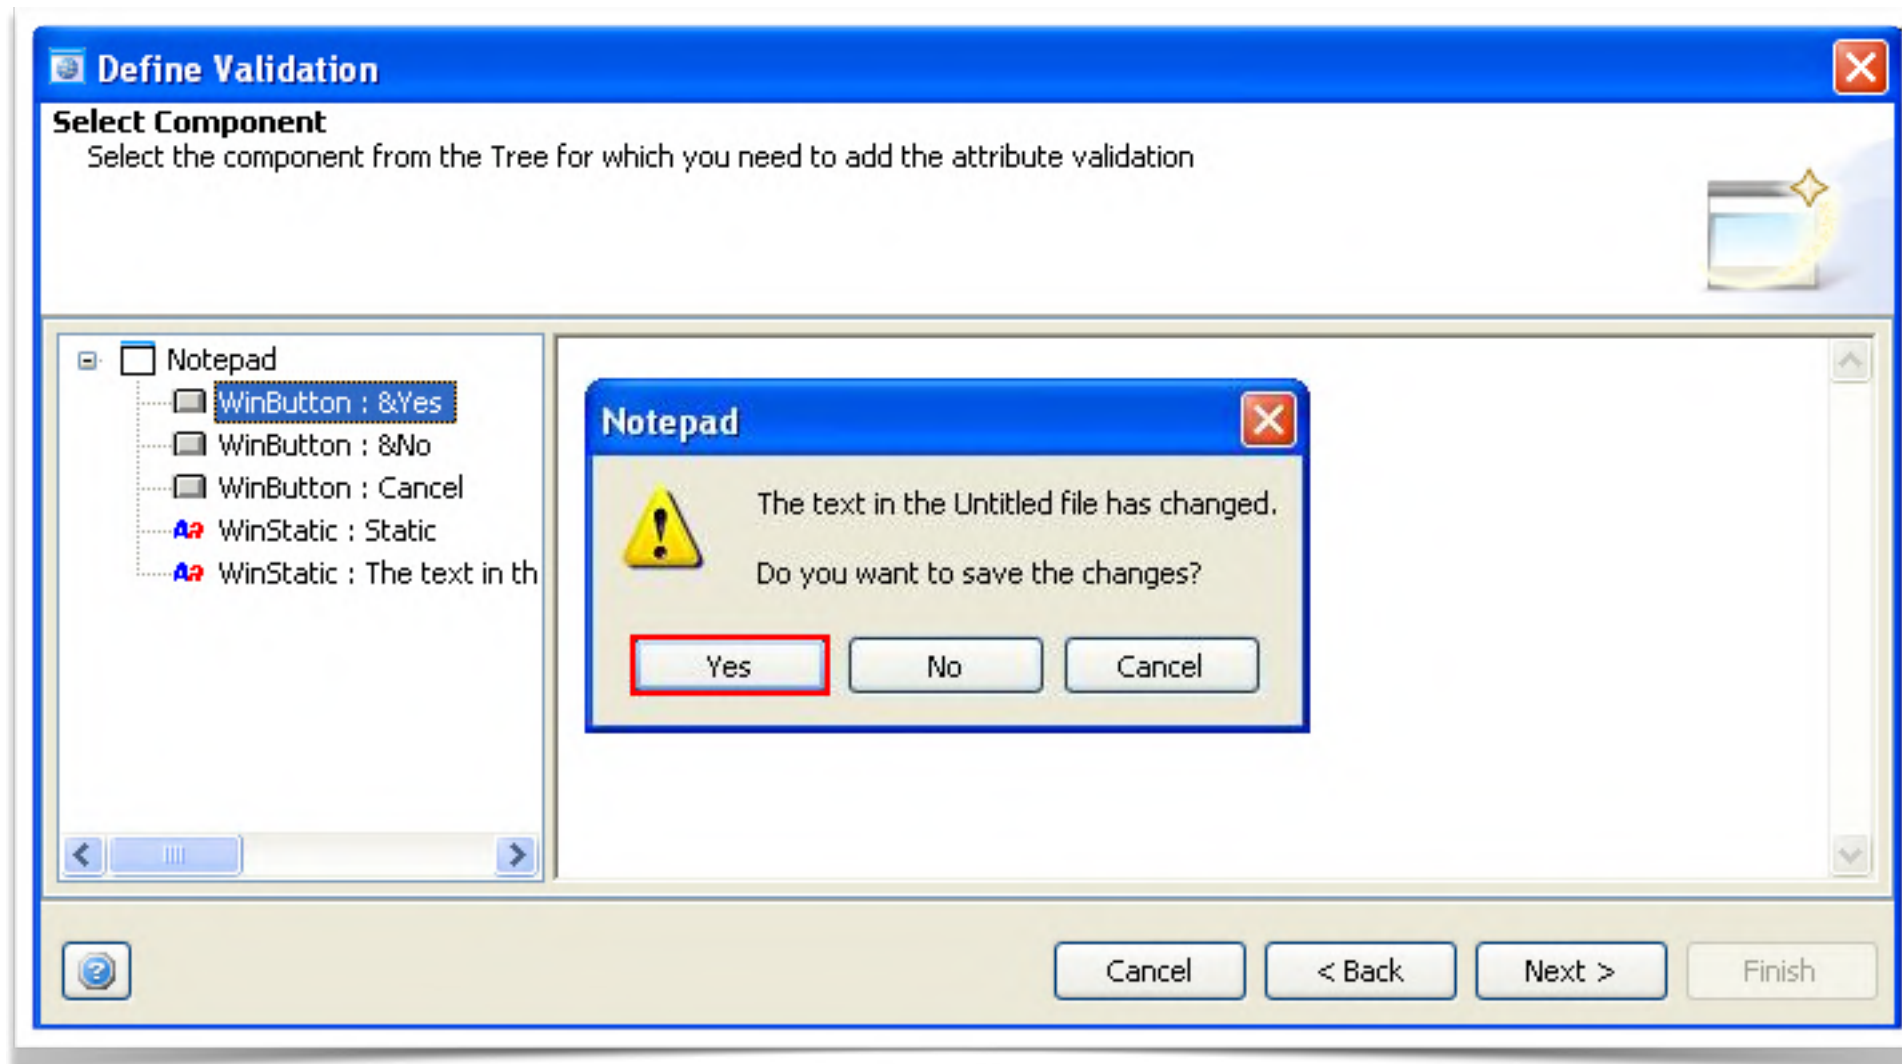 Define Validation
Select Component
Select the component from the Tree for which you need to add the attribute validation
Notepad
WinButton : &Yes
WinButton : &No
WinButton : Cancel
WinStatic : Static
WinStatic : The text in th
Notepad
The text in the Untitled file has changed.
Do you want to save the changes?
Yes No Cancel
Cancel < Back Next > Finish